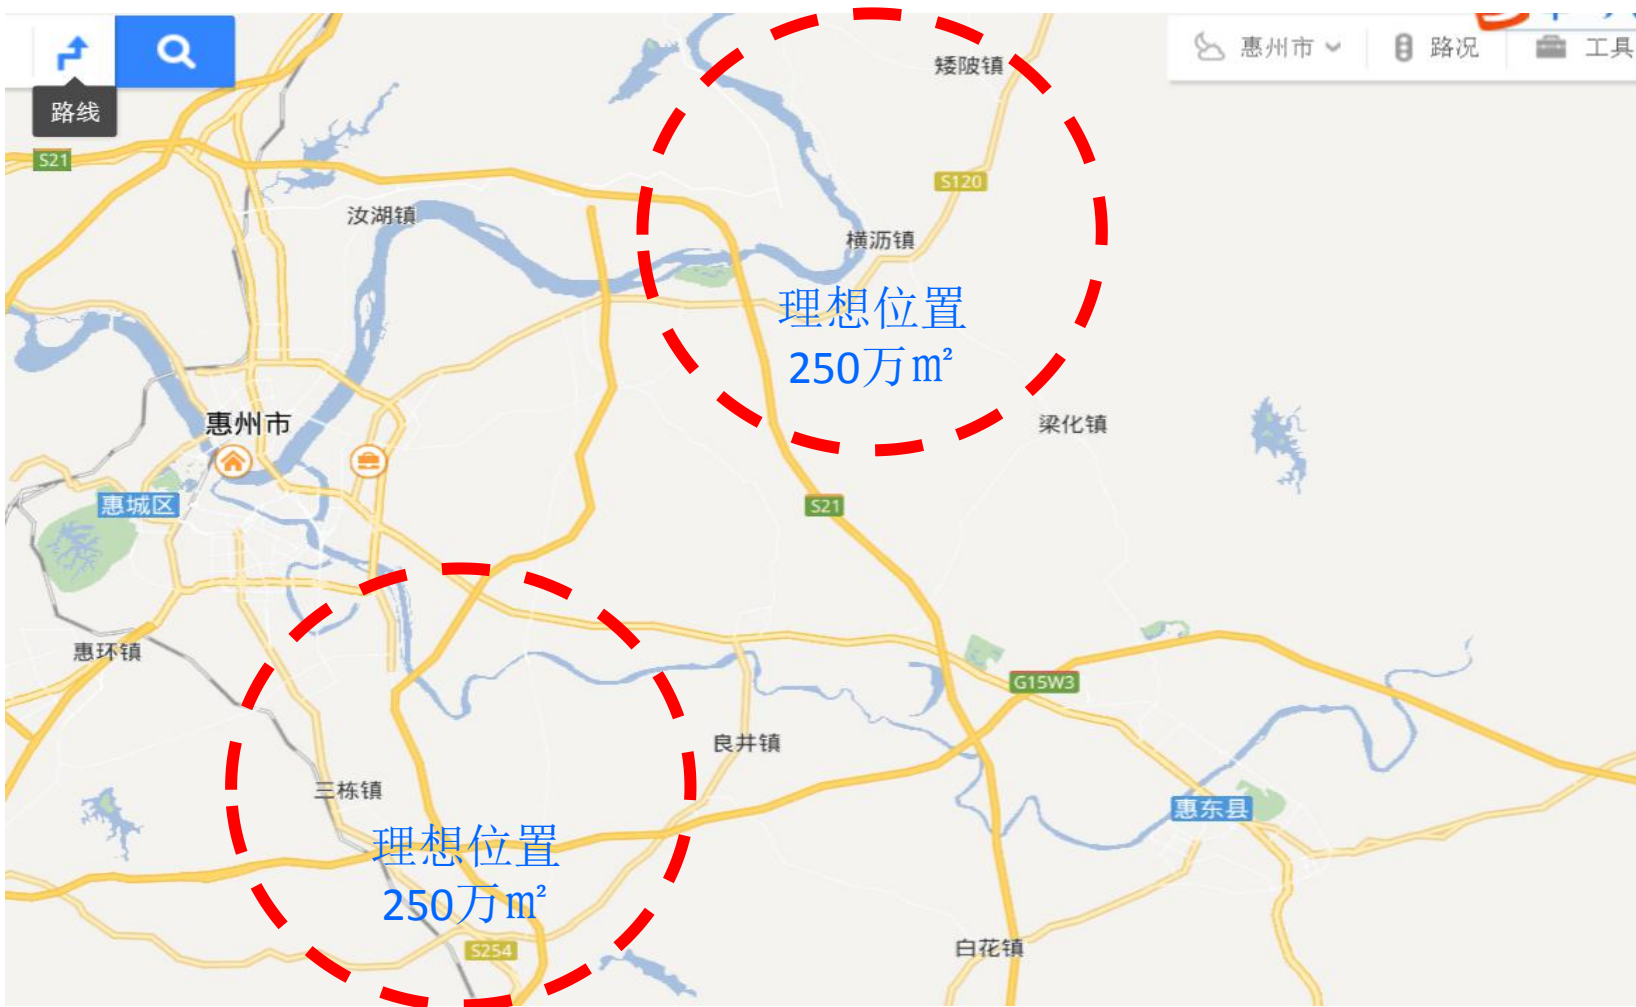 惠州市
路况
工具
路线
矮陂镇
S21
S120
汝湖镇
横沥镇
理想位置
250万㎡
惠州市
梁化镇
惠城区
S21
惠环镇
G15W3
良井镇
三栋镇
惠东县
理想位置
250万㎡
S254
白花镇